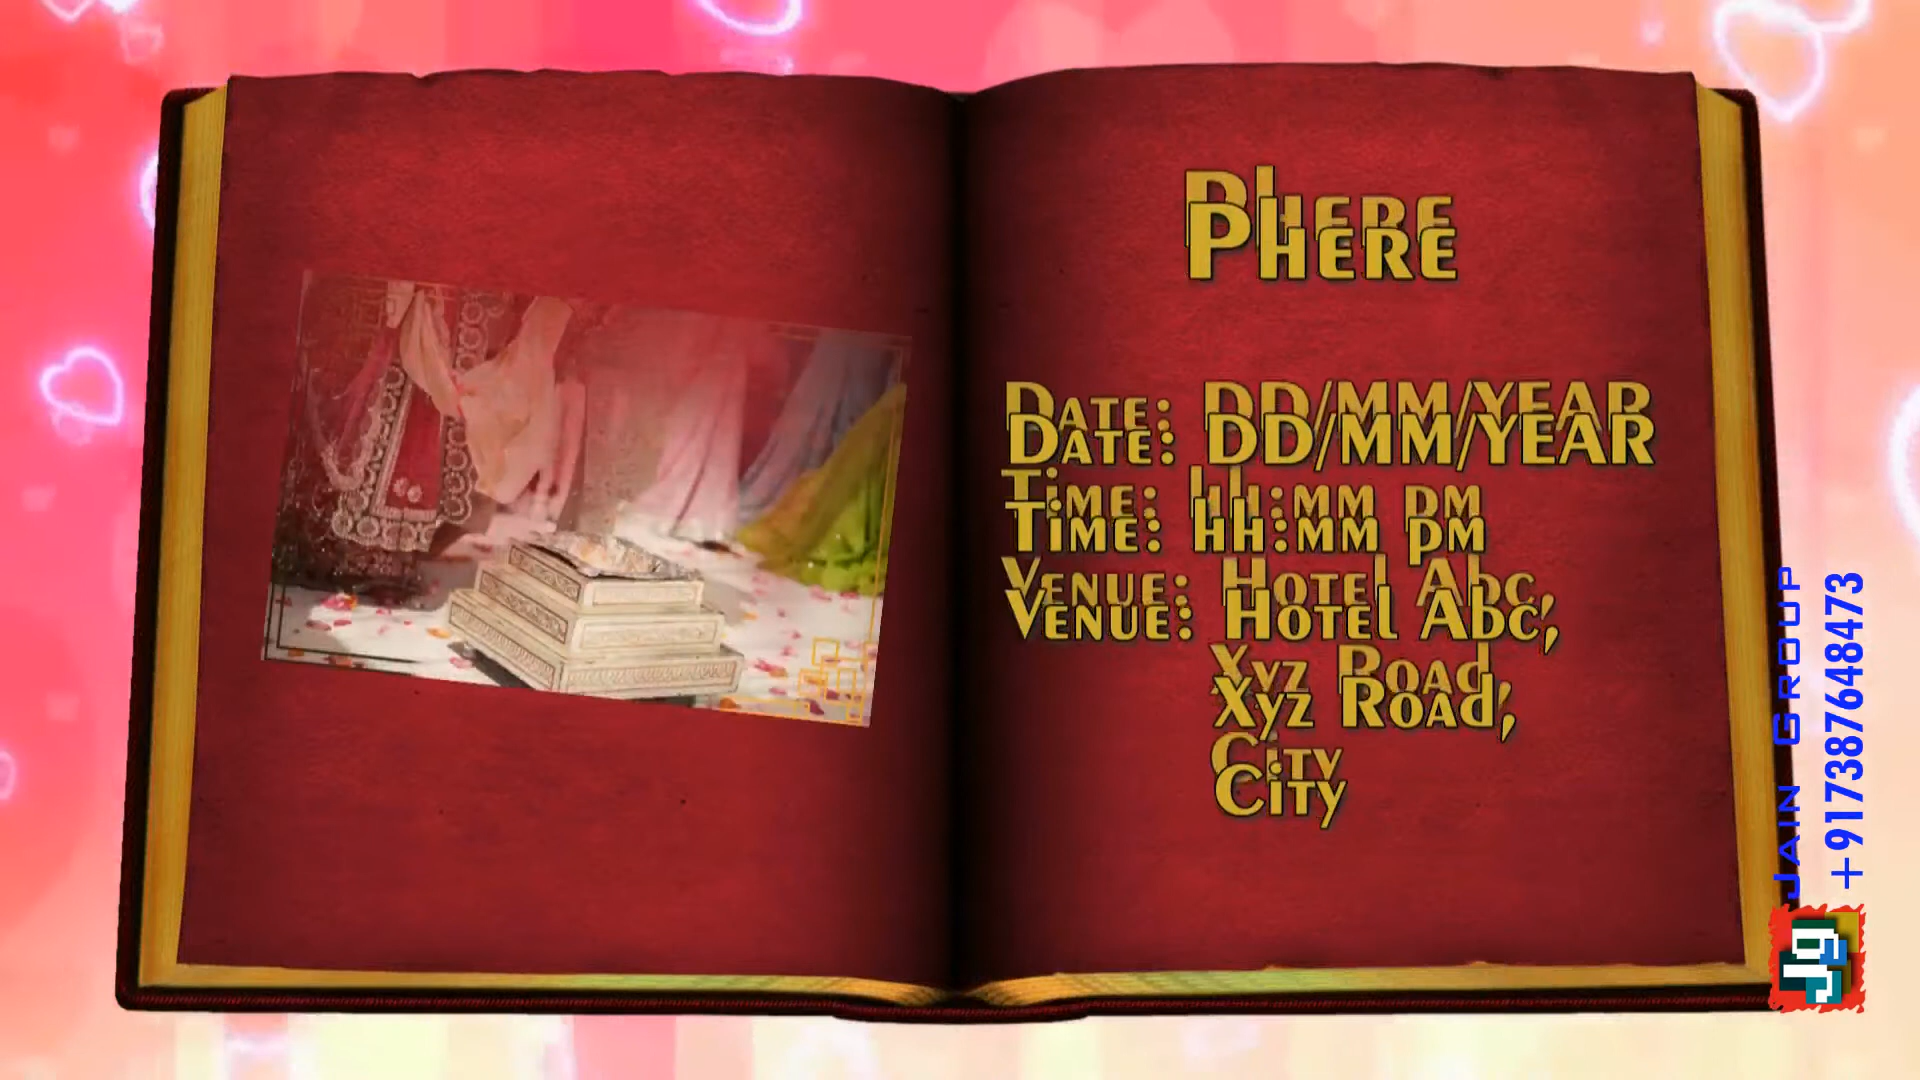 Phere
Date: DD/MM/YEAR
Time: hh:mm pm
Venue: Hotel Abc,
Xyz Road,
City
Jain Group
+917387648473